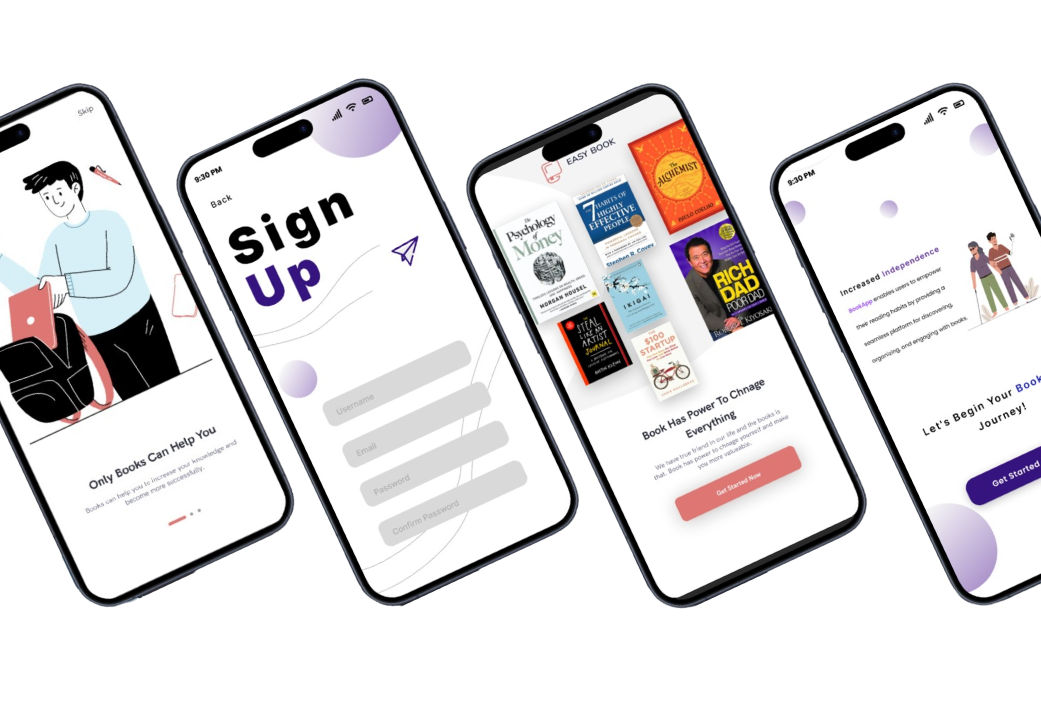 Skip
Only Books Can Help You
Books can help you to increase your knowledge and
become more successfully.
9:30 PM
Back
Sign
Up
Username
Email
Password
Confirm Password
EASY BOOK
The
Psychology
of
Money
MORGAN HOUSEL
7 HABITS OF
HIGHLY
EFFECTIVE
PEOPLE
Stephen R. Covey
The
ALCHEMIST
PAULO COELHO
IKIGAI
RICH
DAD
POOR DAD
KIYOSAKI
STEAL
LIKE AN
ARTIST
JOURNAL
AUSTIN KLEON
THE
$100
STARTUP
Book Has Power To Chnage
Everything
We have true friend in our life and the books is
that. Book has power to chnage yourself and make
you more valueable.
Get Started Now
9:30 PM
Increased Independence
BookApp enables users to empower
their reading habits by providing a
seamless platform for discovering,
organizing, and engaging with books.
Let's Begin Your Book
Journey!
Get Started